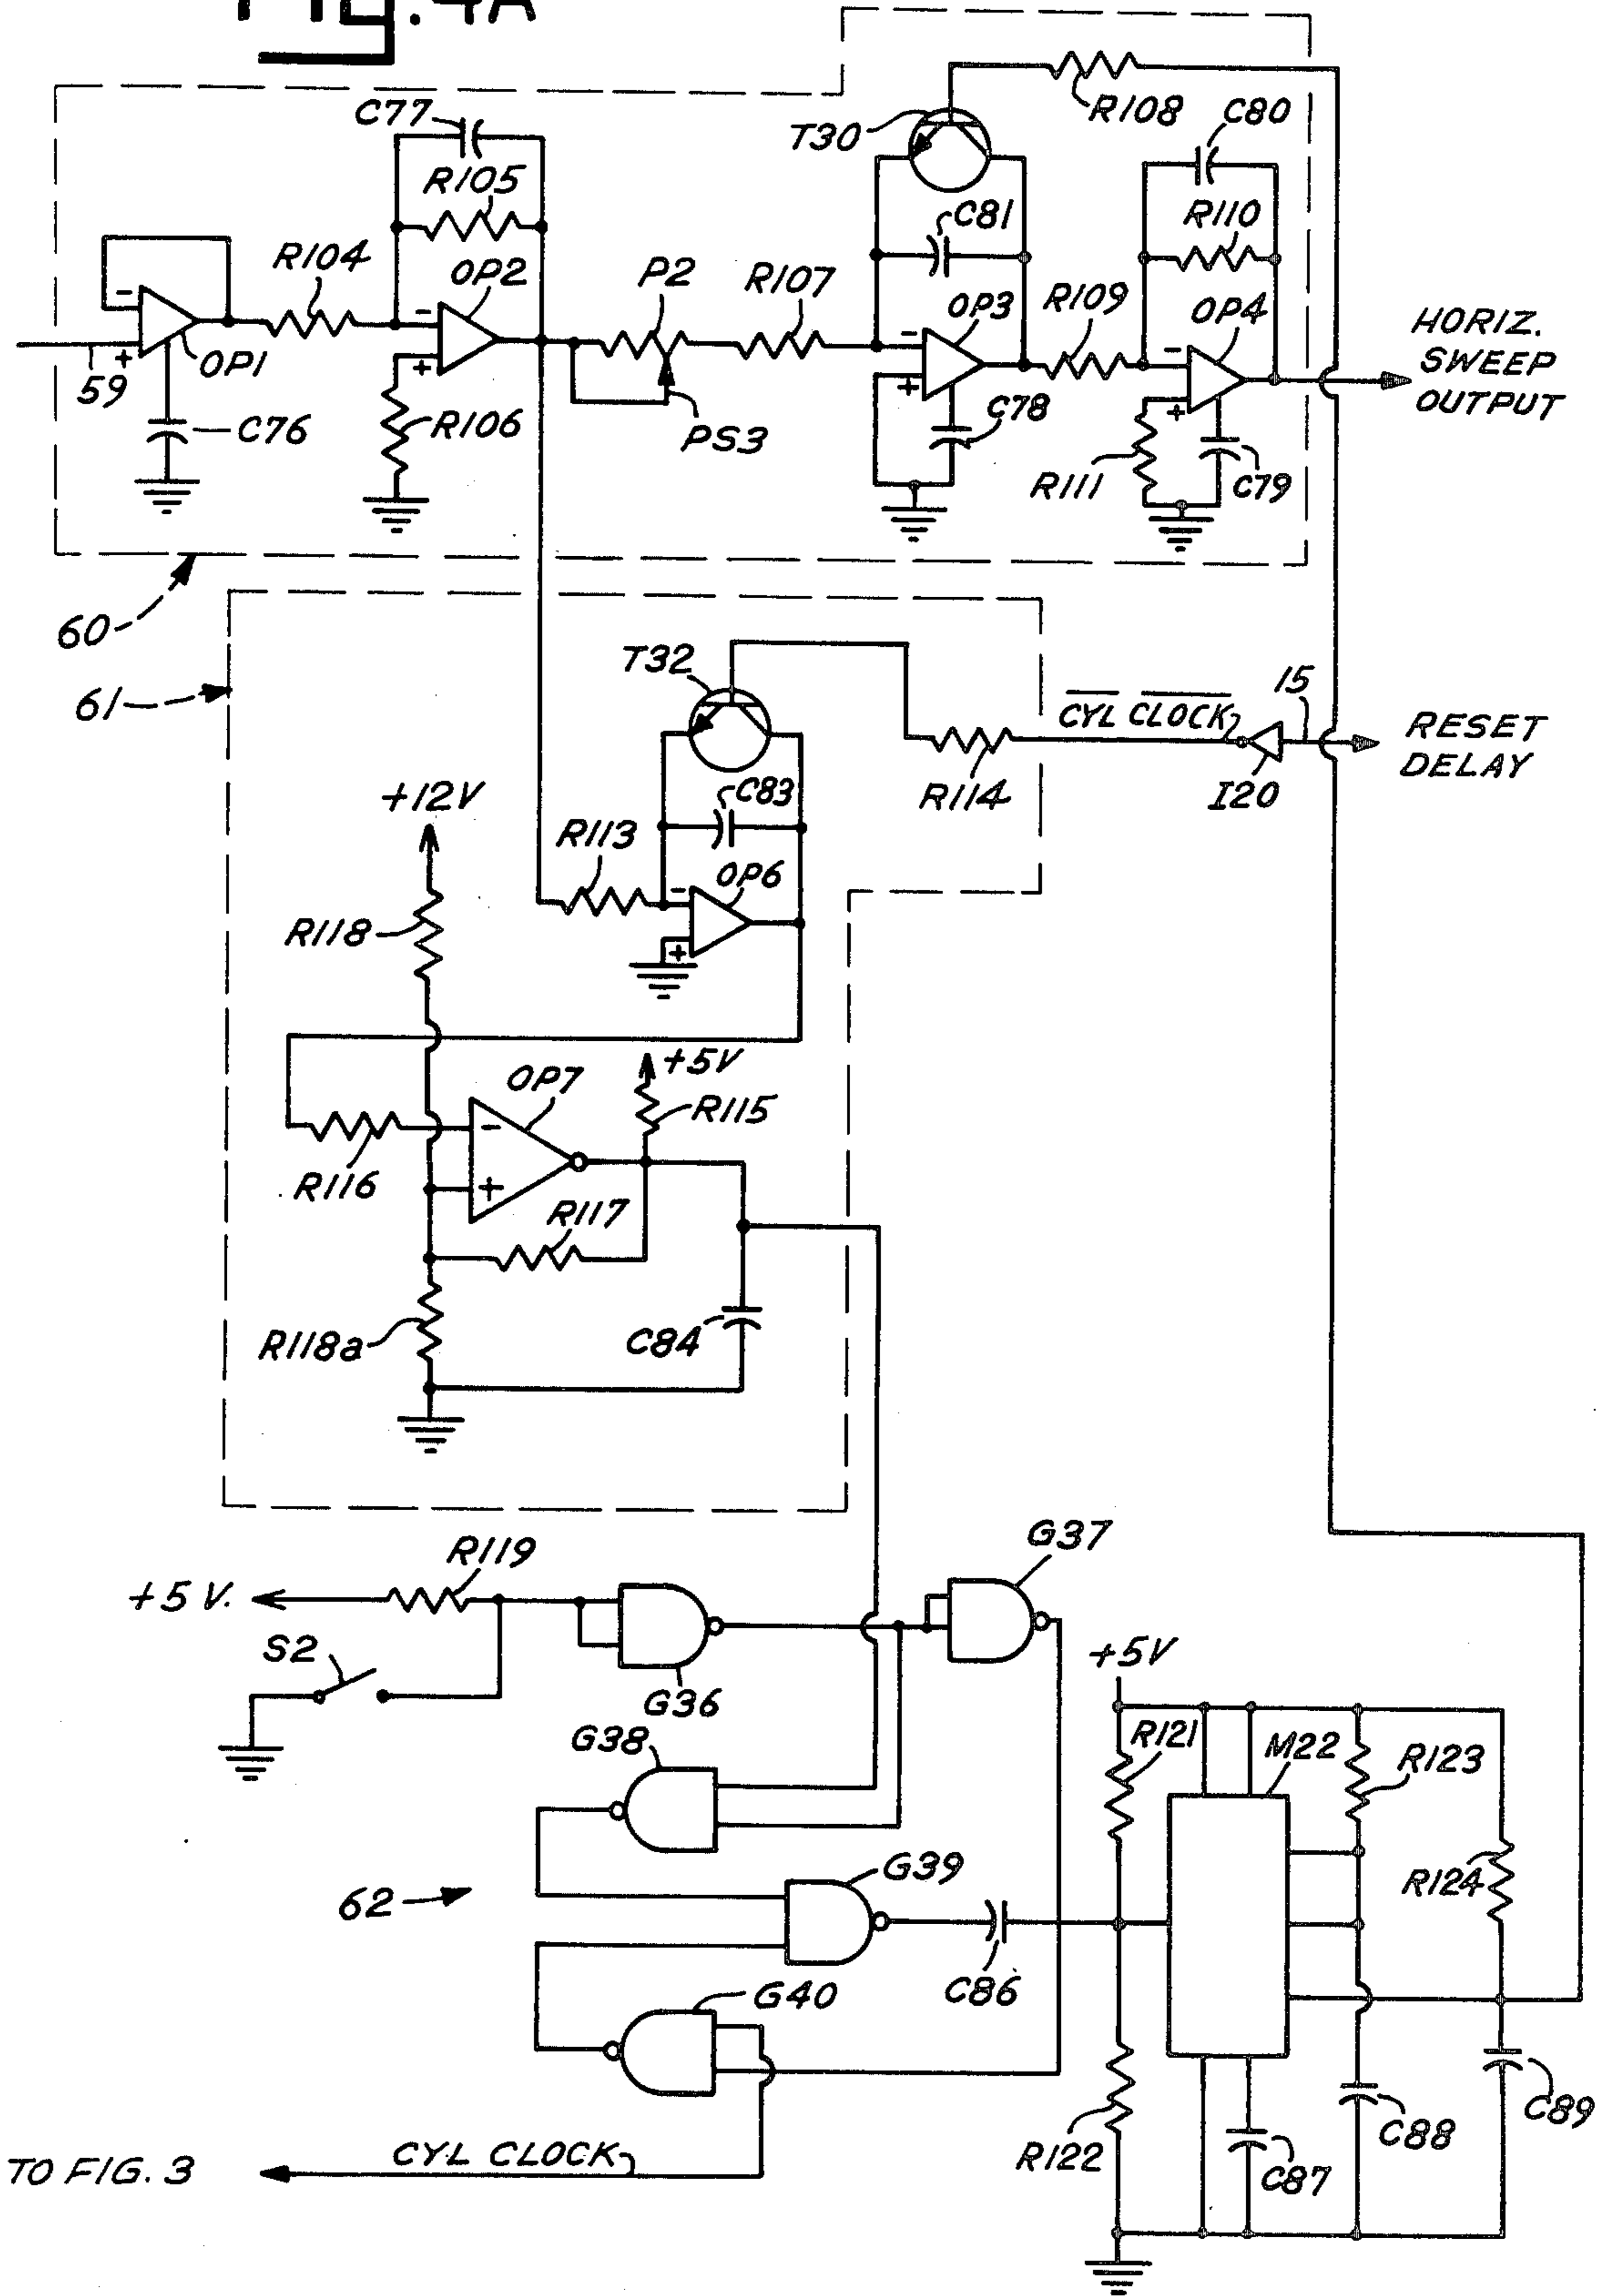 FIG. 4A
C77
R105
R104
OP2
-
-
+
OP1
59
+
C76
R106
P2
R107
PS3
T30
R108
C81
C80
R110
OP3
R109
OP4
-
+
C78
-
+
R111
C79
HORIZ.
SWEEP
OUTPUT
60
61
T32
CYL CLOCK
15
RESET
DELAY
I20
R114
+12V
C83
R113
OP6
-
+
R118
+5V
OP7
R115
-
+
R116
R117
R118a
C84
R119
+5 V.
S2
G36
G37
G38
+5V
R121
M22
R123
R124
62
G39
C86
G40
R122
C87
C88
C89
CYL CLOCK
TO FIG. 3